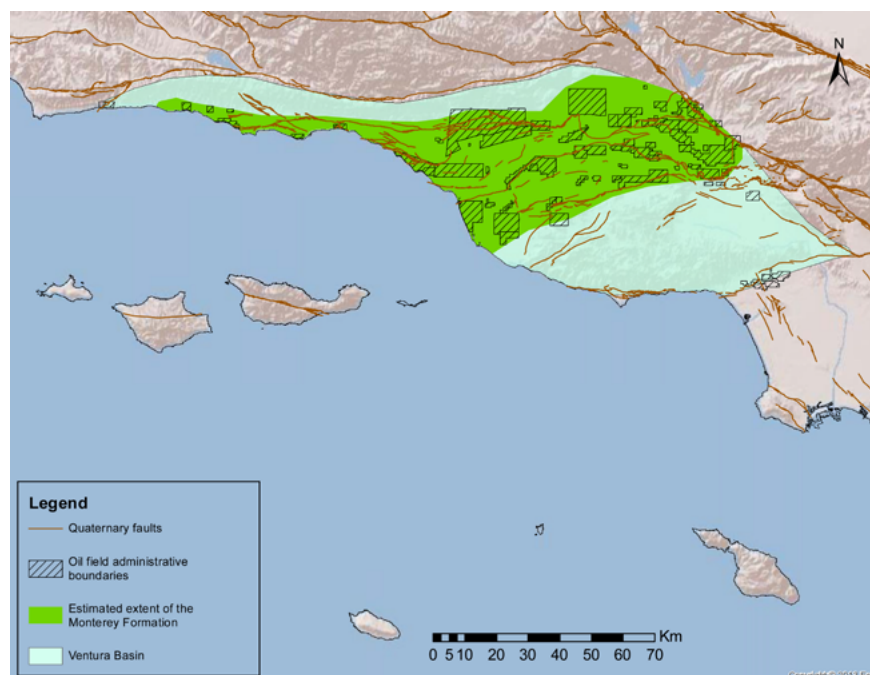 N
Legend
Quaternary faults
Oil field administrative
boundaries
Estimated extent of the
Monterey Formation
Ventura Basin
Km
0 5 10 20 30 40 50 60 70